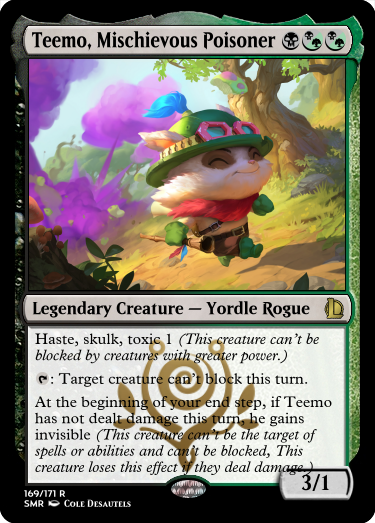 Teemo, Mischievous Poisoner
Legendary Creature — Yordle Rogue
Haste, skulk, toxic 1 (This creature can't be
blocked by creatures with greater power.)
: Target creature can't block this turn.
At the beginning of your end step, if Teemo
has not dealt damage this turn, he gains
invisible (This creature can't be the target of
spells or abilities and can't be blocked, This
creature loses this effect if they deal damage.)
3/1
169/171 R
SMR Cole Desautels